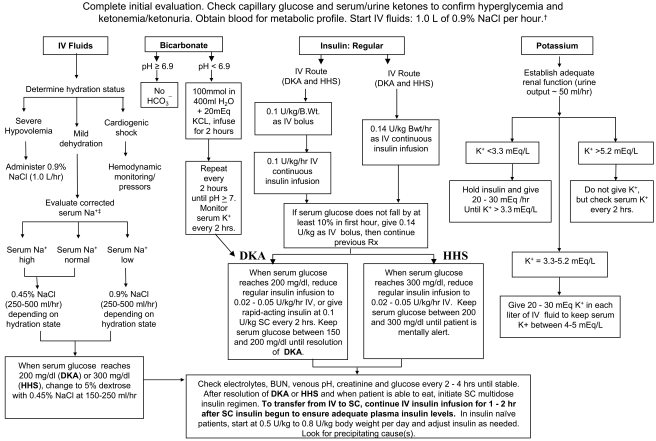 Complete initial evaluation. Check capillary glucose and serum/urine ketones to confirm hyperglycemia and
ketonemia/ketonuria. Obtain blood for metabolic profile. Start IV fluids: 1.0 L of 0.9% NaCl per hour.†
IV Fluids
Determine hydration status
Severe
Hypovolemia
Mild
dehydration
Cardiogenic
shock
Administer 0.9%
NaCl (1.0 L/hr)
Hemodynamic
monitoring/
pressors
Evaluate corrected
serum Na⁺‡
Serum Na⁺
high
Serum Na⁺
normal
Serum Na⁺
low
0.45% NaCl
(250-500 ml/hr)
depending on
hydration state
0.9% NaCl
(250-500 ml/hr)
depending on
hydration state
When serum glucose reaches
200 mg/dl (DKA) or 300 mg/dl
(HHS), change to 5% dextrose
with 0.45% NaCl at 150-250 ml/hr
Bicarbonate
pH ≥ 6.9
pH < 6.9
No
HCO₃⁻
100mmol in
400ml H₂O
+ 20mEq
KCL, infuse
for 2 hours
Repeat
every
2 hours
until pH ≥ 7.
Monitor
serum K⁺
every 2 hrs.
Insulin: Regular
IV Route
(DKA and HHS)
IV Route
(DKA and HHS)
0.1 U/kg/B.Wt.
as IV bolus
0.1 U/kg/hr IV
continuous
insulin infusion
0.14 U/kg Bwt/hr
as IV continuous
insulin infusion
If serum glucose does not fall by at
least 10% in first hour, give 0.14
U/kg as IV bolus, then continue
previous Rx
DKA
HHS
When serum glucose
reaches 200 mg/dl, reduce
regular insulin infusion to
0.02 - 0.05 U/kg/hr IV, or give
rapid-acting insulin at 0.1
U/kg SC every 2 hrs. Keep
serum glucose between 150
and 200 mg/dl until resolution
of DKA.
When serum glucose
reaches 300 mg/dl, reduce
regular insulin infusion to
0.02 - 0.05 U/kg/hr IV. Keep
serum glucose between 200
and 300 mg/dl until patient is
mentally alert.
Potassium
Establish adequate
renal function (urine
output ~ 50 ml/hr)
K⁺ <3.3 mEq/L
K⁺ >5.2 mEq/L
Hold insulin and give
20 - 30 mEq /hr
Until K⁺ > 3.3 mEq/L
Do not give K⁺,
but check serum K⁺
every 2 hrs.
K⁺ = 3.3-5.2 mEq/L
Give 20 - 30 mEq K⁺ in each
liter of IV fluid to keep serum
K+ between 4-5 mEq/L
Check electrolytes, BUN, venous pH, creatinine and glucose every 2 - 4 hrs until stable.
After resolution of DKA or HHS and when patient is able to eat, initiate SC multidose
insulin regimen. To transfer from IV to SC, continue IV insulin infusion for 1 - 2 hr
after SC insulin begun to ensure adequate plasma insulin levels. In insulin naïve
patients, start at 0.5 U/kg to 0.8 U/kg body weight per day and adjust insulin as needed.
Look for precipitating cause(s).